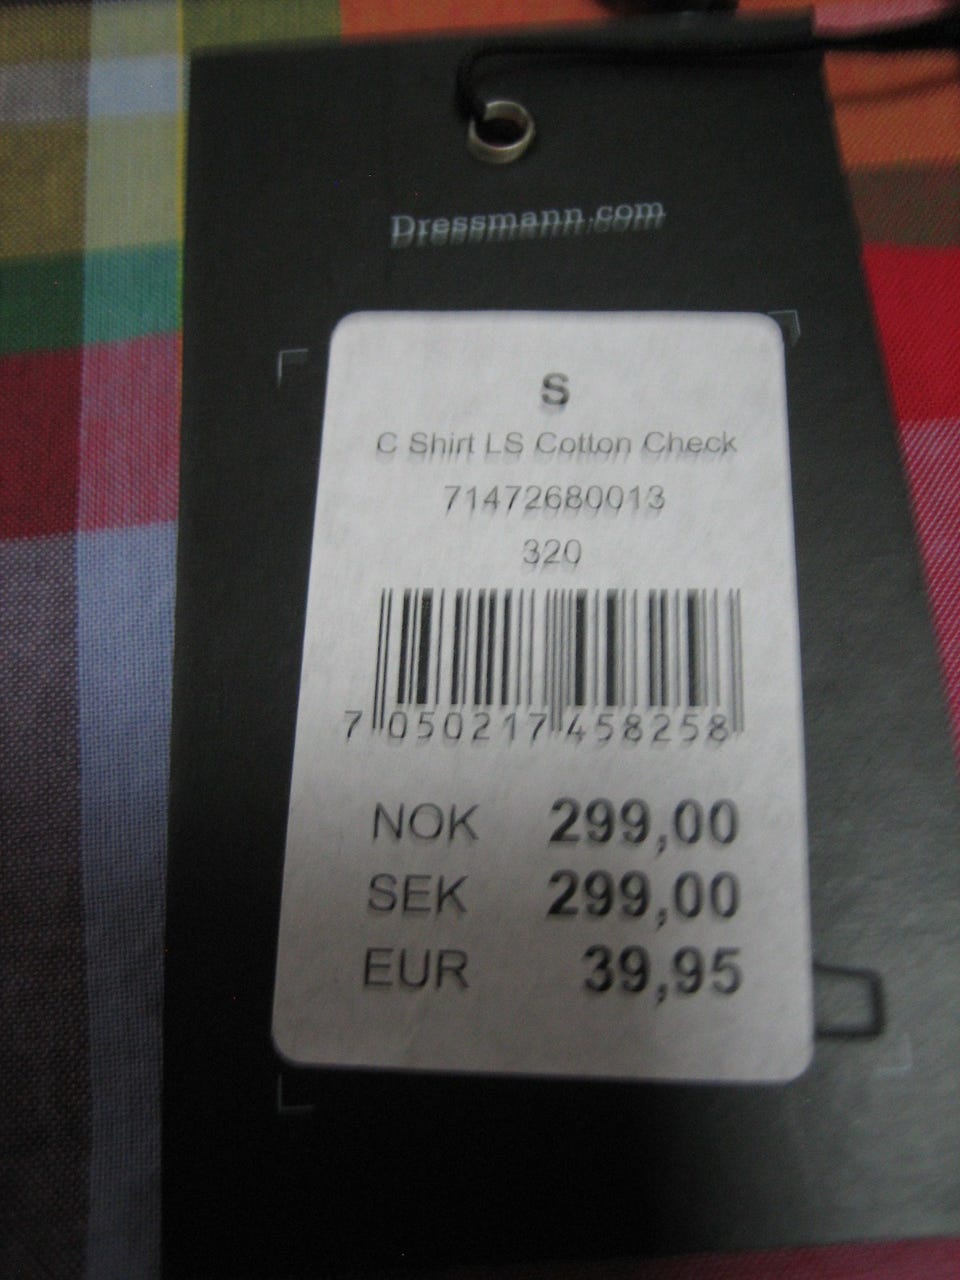 Dressmann.com
S
C Shirt LS Cotton Check
71472680013
320
7 050217 458258
NOK 299,00
SEK 299,00
EUR 39,95